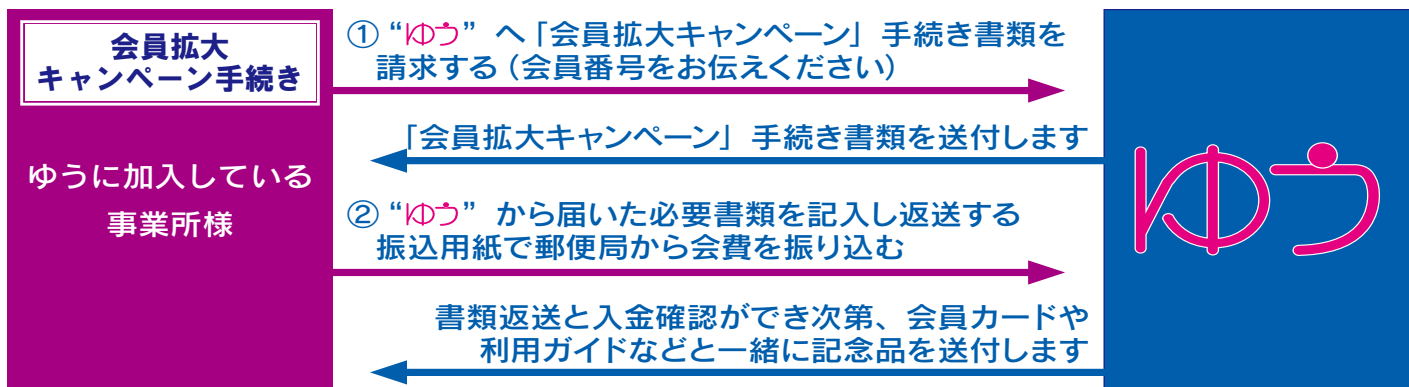 会員拡大
キャンペーン手続き
ゆうに加入している
事業所様
①“ゆう”へ「会員拡大キャンペーン」手続き書類を
請求する（会員番号をお伝えください）
「会員拡大キャンペーン」手続き書類を送付します
②“ゆう”から届いた必要書類を記入し返送する
振込用紙で郵便局から会費を振り込む
書類返送と入金確認ができ次第、会員カードや
利用ガイドなどと一緒に記念品を送付します
ゆう